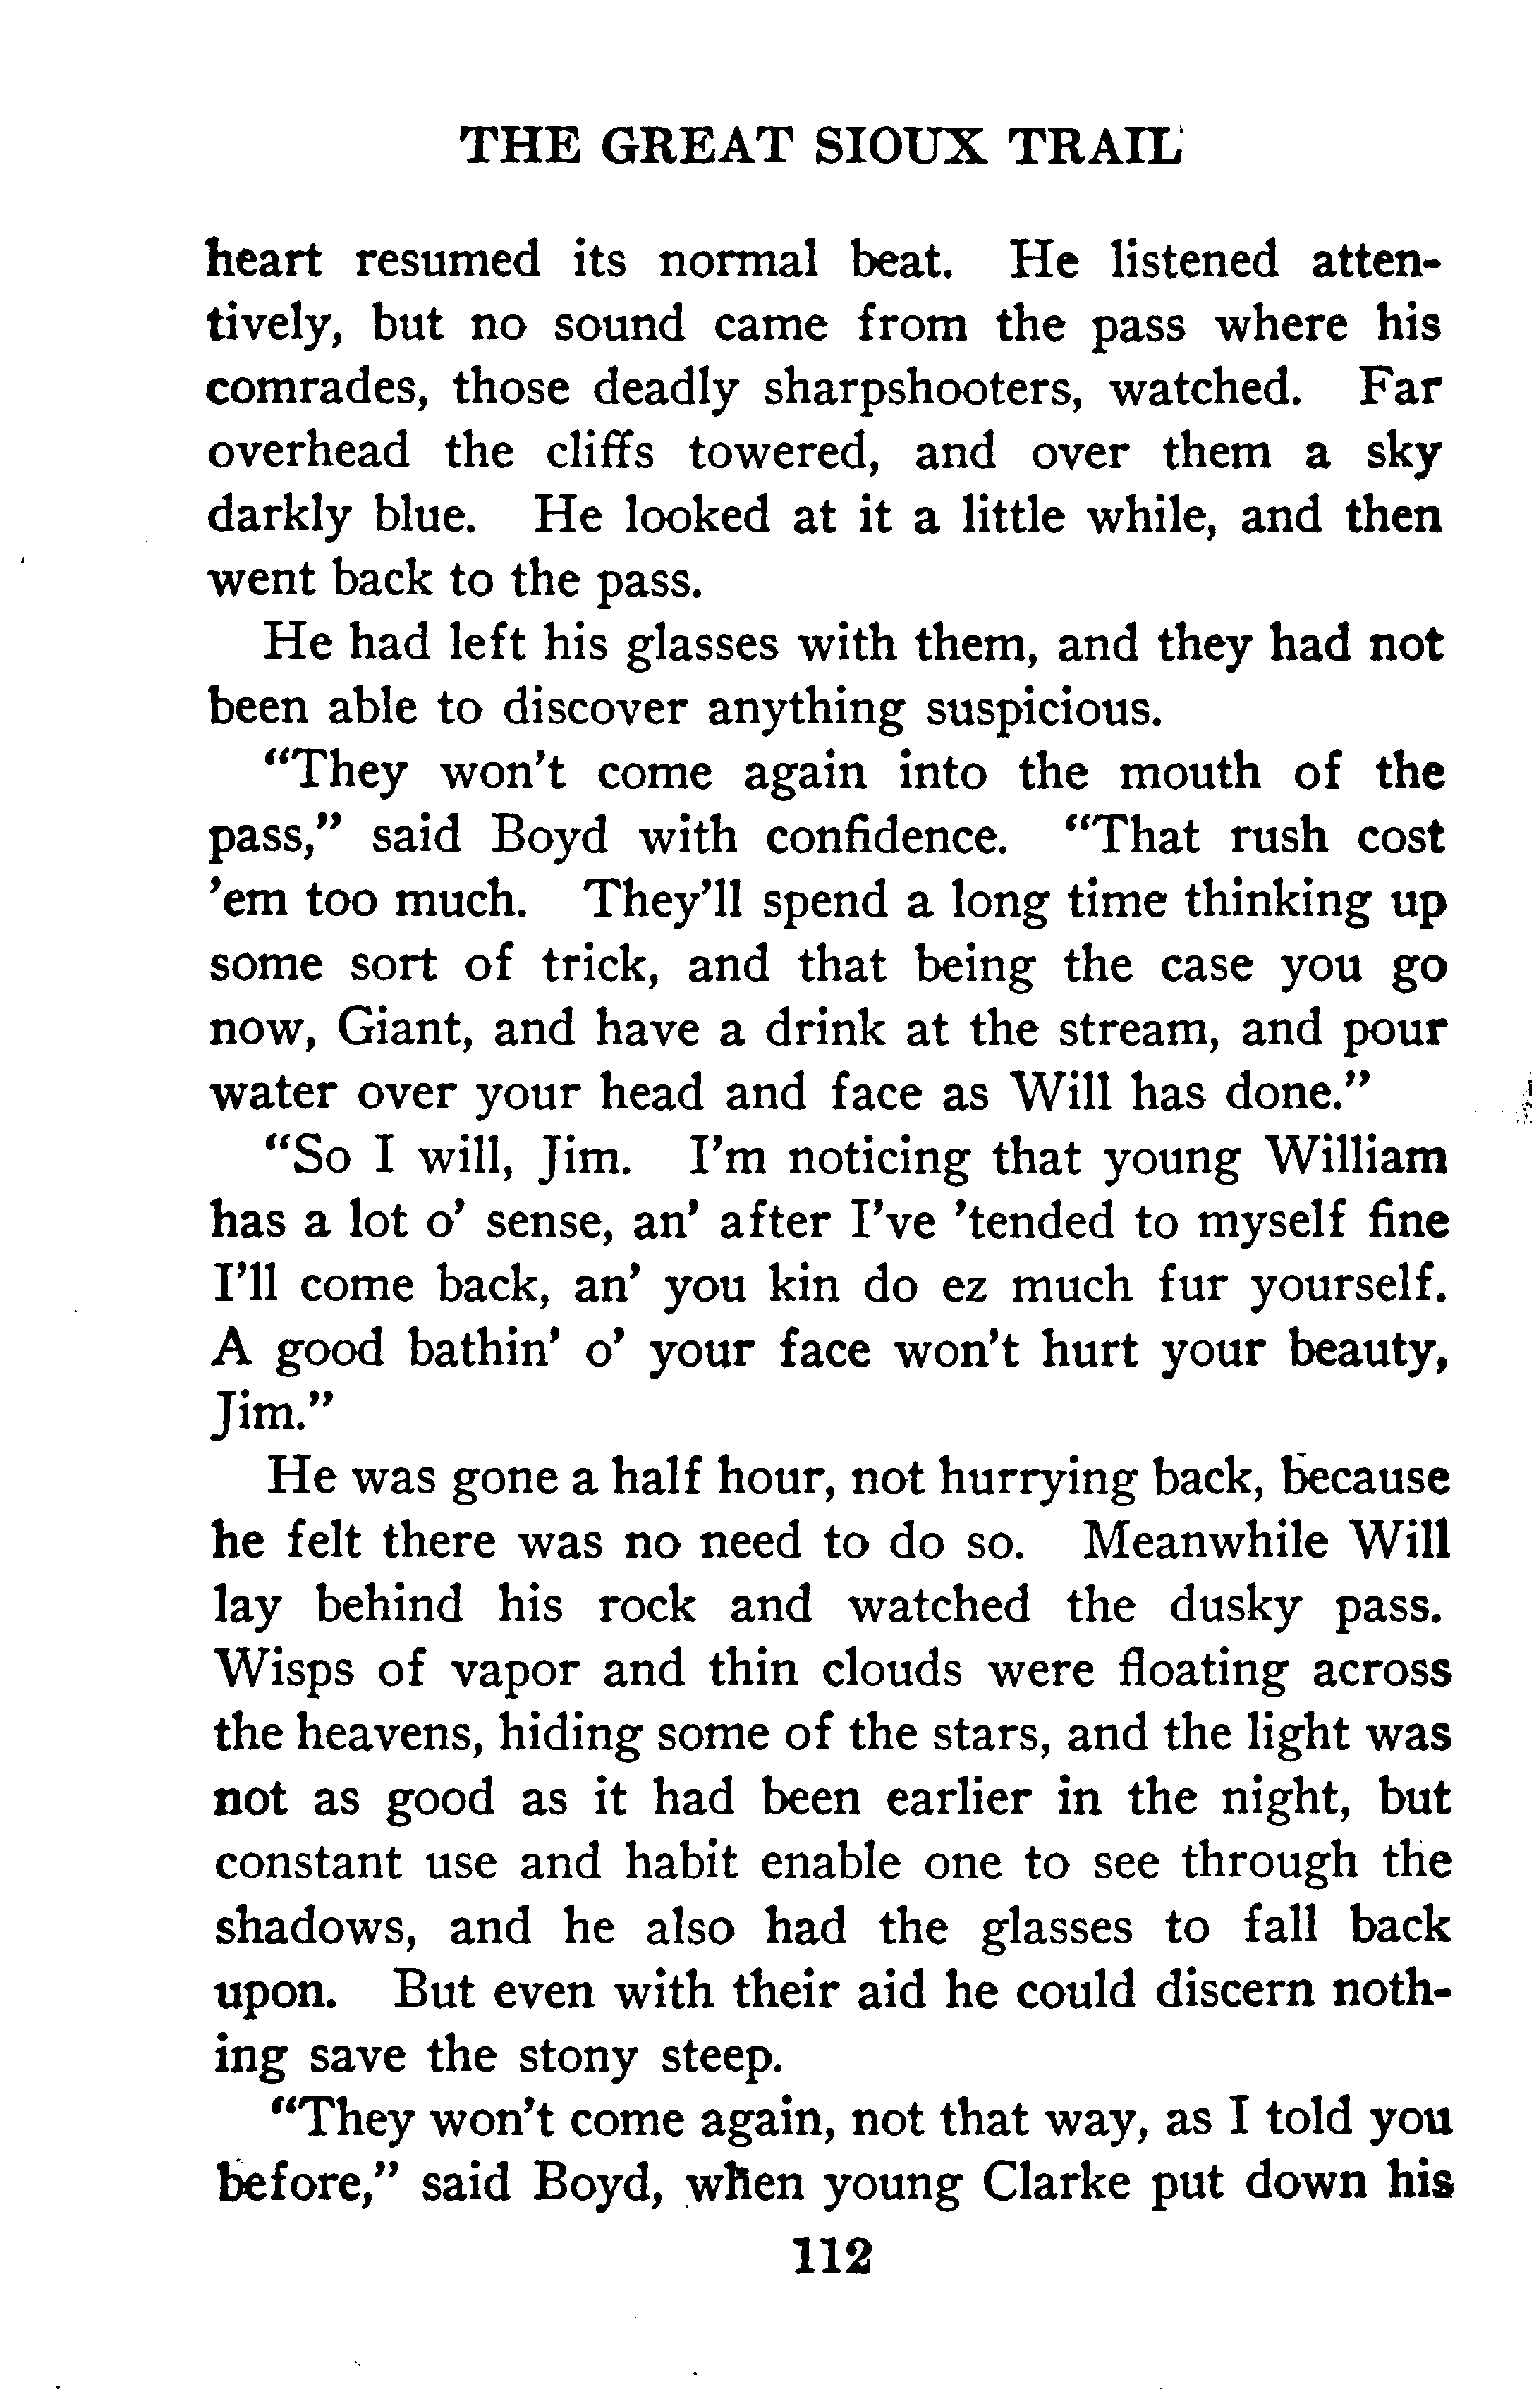 THE GREAT SIOUX TRAIL
heart resumed its normal beat. He listened atten-
tively, but no sound came from the pass where his
comrades, those deadly sharpshooters, watched. Far
overhead the cliffs towered, and over them a sky
darkly blue. He looked at it a little while, and then
went back to the pass.
He had left his glasses with them, and they had not
been able to discover anything suspicious.
“They won’t come again into the mouth of the
pass,” said Boyd with confidence. “That rush cost
’em too much. They’ll spend a long time thinking up
some sort of trick, and that being the case you go
now, Giant, and have a drink at the stream, and pour
water over your head and face as Will has done.”
“So I will, Jim. I’m noticing that young William
has a lot o’ sense, an’ after I’ve ’tended to myself fine
I’ll come back, an’ you kin do ez much fur yourself.
A good bathin’ o’ your face won’t hurt your beauty,
Jim.”
He was gone a half hour, not hurrying back, because
he felt there was no need to do so. Meanwhile Will
lay behind his rock and watched the dusky pass.
Wisps of vapor and thin clouds were floating across
the heavens, hiding some of the stars, and the light was
not as good as it had been earlier in the night, but
constant use and habit enable one to see through the
shadows, and he also had the glasses to fall back
upon. But even with their aid he could discern noth-
ing save the stony steep.
“They won’t come again, not that way, as I told you
before,” said Boyd, when young Clarke put down his
112